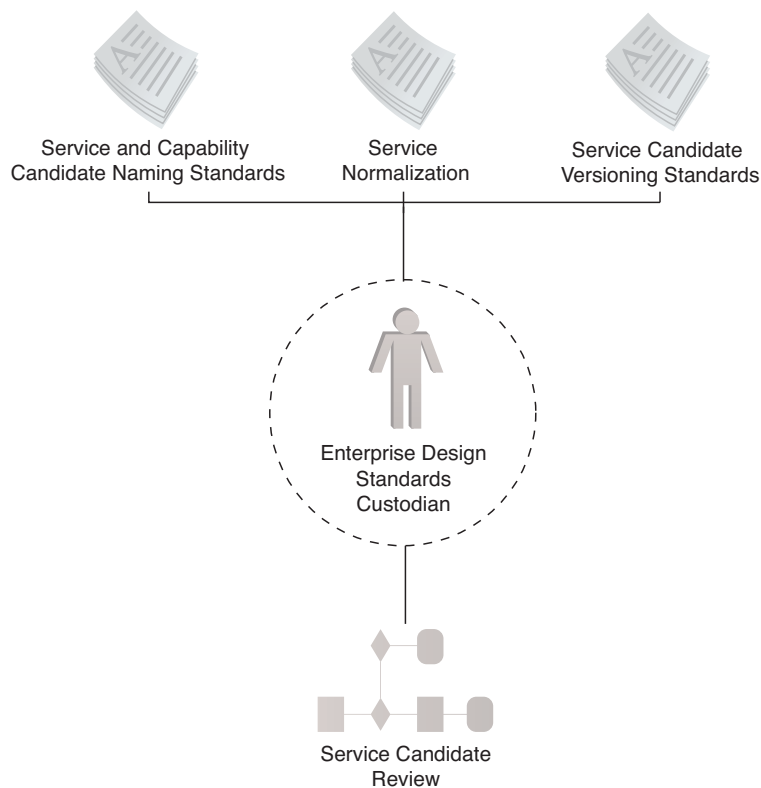 Service and Capability
Candidate Naming Standards
Service
Normalization
Service Candidate
Versioning Standards
Enterprise Design
Standards
Custodian
Service Candidate
Review